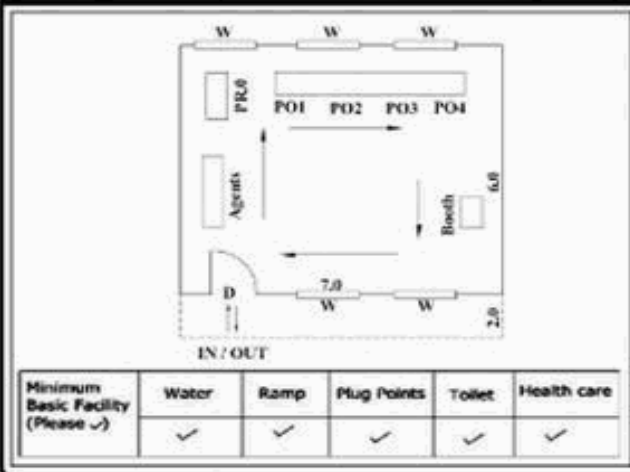 W W W
PR.0
PO1 PO2 PO3 PO4
Agents
Booth
6.0
7.0
D W W
2.0
IN / OUT
Minimum Basic Facility (Please ✓) Water Ramp Plug Points Toilet Health care
✓ ✓ ✓ ✓ ✓